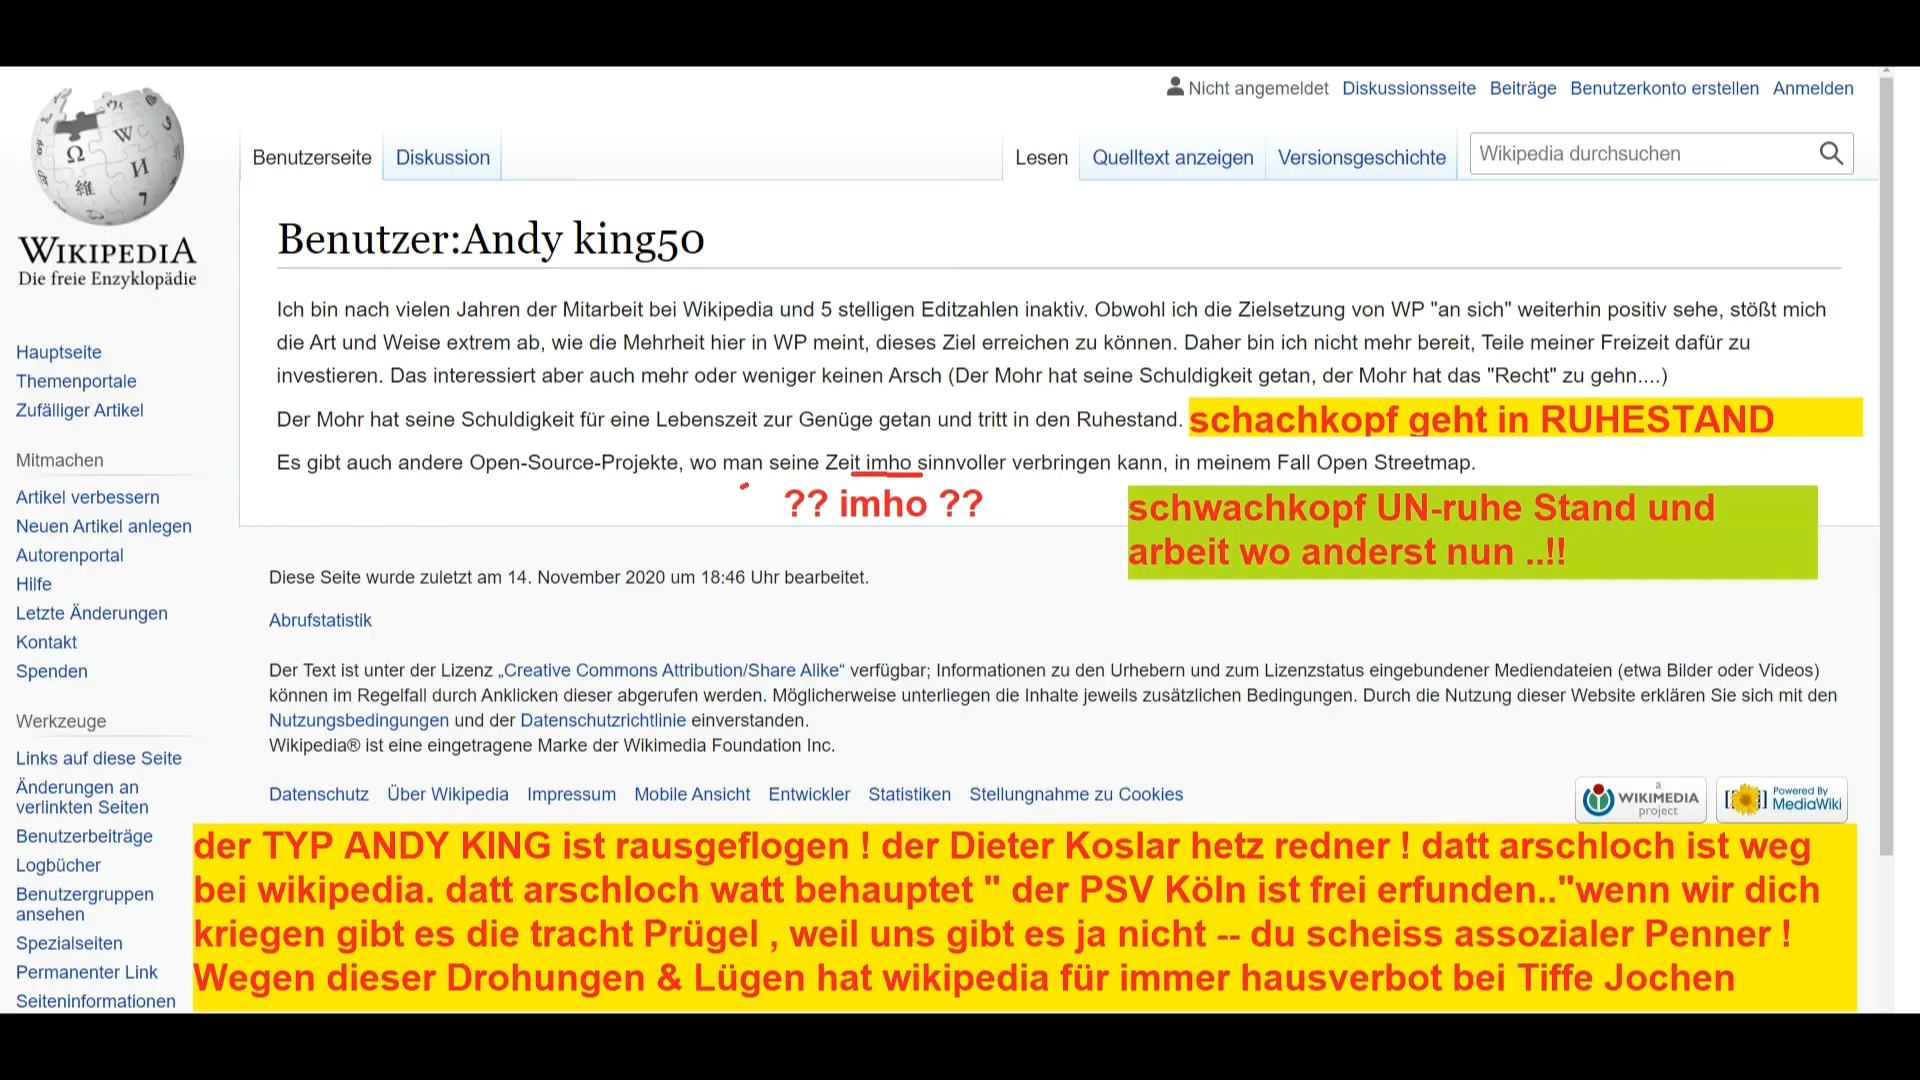 Nicht angemeldet Diskussionsseite Beiträge Benutzerkonto erstellen Anmelden
Benutzerseite Diskussion Lesen Quelltext anzeigen Versionsgeschichte Wikipedia durchsuchen
WIKIPEDIA
Die freie Enzyklopädie
Hauptseite
Themenportale
Zufälliger Artikel
Mitmachen
Artikel verbessern
Neuen Artikel anlegen
Autorenportal
Hilfe
Letzte Änderungen
Kontakt
Spenden
Werkzeuge
Links auf diese Seite
Änderungen an
verlinkten Seiten
Benutzerbeiträge
Logbücher
Benutzergruppen
ansehen
Spezialseiten
Permanenter Link
Seiteninformationen
Benutzer:Andy king50
Ich bin nach vielen Jahren der Mitarbeit bei Wikipedia und 5 stelligen Editzahlen inaktiv. Obwohl ich die Zielsetzung von WP "an sich" weiterhin positiv sehe, stößt mich
die Art und Weise extrem ab, wie die Mehrheit hier in WP meint, dieses Ziel erreichen zu können. Daher bin ich nicht mehr bereit, Teile meiner Freizeit dafür zu
investieren. Das interessiert aber auch mehr oder weniger keinen Arsch (Der Mohr hat seine Schuldigkeit getan, der Mohr hat das "Recht" zu gehn....)
Der Mohr hat seine Schuldigkeit für eine Lebenszeit zur Genüge getan und tritt in den Ruhestand. schachkopf geht in RUHESTAND
Es gibt auch andere Open-Source-Projekte, wo man seine Zeit imho sinnvoller verbringen kann, in meinem Fall Open Streetmap.
?? imho ??
schwachkopf UN-ruhe Stand und
arbeit wo anderst nun ..!!
Diese Seite wurde zuletzt am 14. November 2020 um 18:46 Uhr bearbeitet.
Abrufstatistik
Der Text ist unter der Lizenz „Creative Commons Attribution/Share Alike“ verfügbar; Informationen zu den Urhebern und zum Lizenzstatus eingebundener Mediendateien (etwa Bilder oder Videos)
können im Regelfall durch Anklicken dieser abgerufen werden. Möglicherweise unterliegen die Inhalte jeweils zusätzlichen Bedingungen. Durch die Nutzung dieser Website erklären Sie sich mit den
Nutzungsbedingungen und der Datenschutzrichtlinie einverstanden.
Wikipedia® ist eine eingetragene Marke der Wikimedia Foundation Inc.
Datenschutz Über Wikipedia Impressum Mobile Ansicht Entwickler Statistiken Stellungnahme zu Cookies
a
WIKIMEDIA
project
Powered By
MediaWiki
der TYP ANDY KING ist rausgeflogen ! der Dieter Koslar hetz redner ! datt arschloch ist weg
bei wikipedia. datt arschloch watt behauptet " der PSV Köln ist frei erfunden.."wenn wir dich
kriegen gibt es die tracht Prügel , weil uns gibt es ja nicht -- du scheiss assozialer Penner !
Wegen dieser Drohungen & Lügen hat wikipedia für immer hausverbot bei Tiffe Jochen